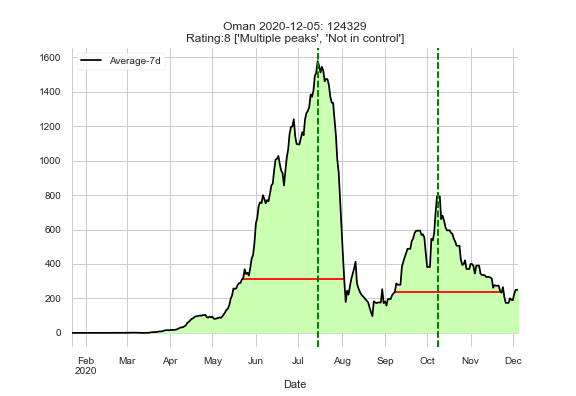 Oman 2020-12-05: 124329
Rating:8 ['Multiple peaks', 'Not in control']
Average-7d
1600
1400
1200
1000
800
600
400
200
0
Feb Mar Apr May Jun Jul Aug Sep Oct Nov Dec
2020
Date